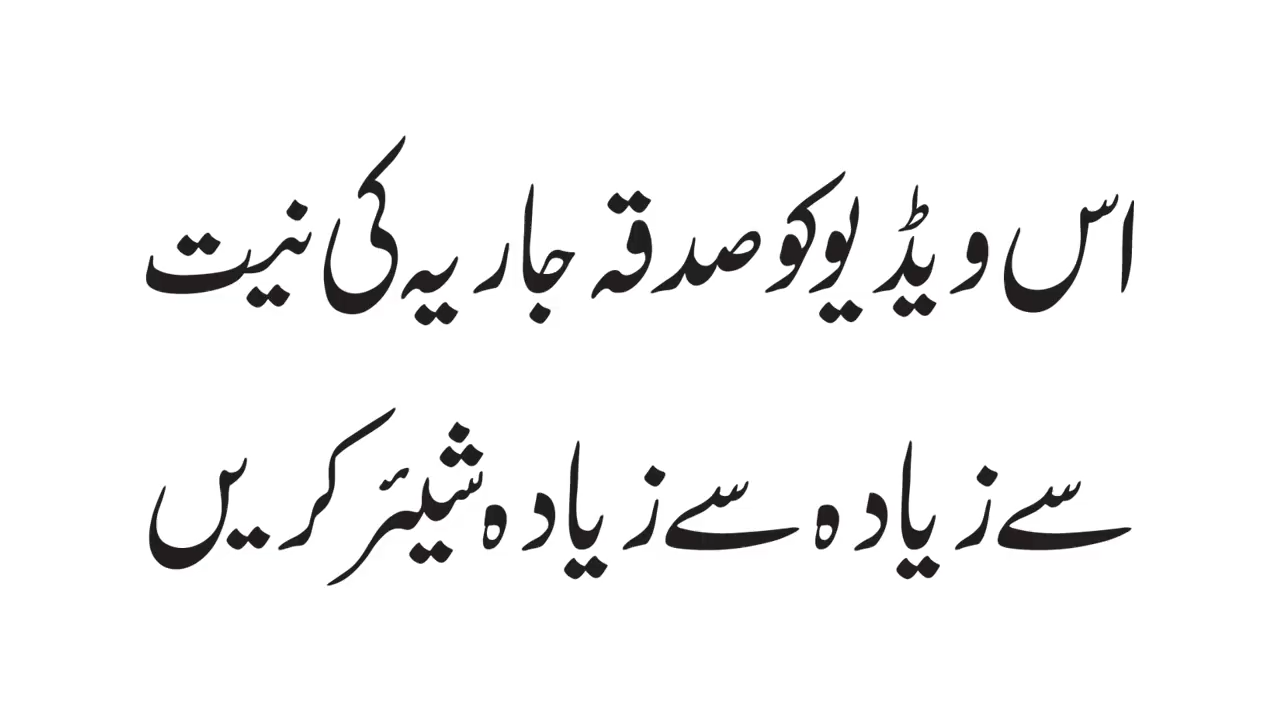 اس ویڈیو کو صدقہ جاریہ کی نیت
سے زیادہ سے زیادہ شیئر کریں